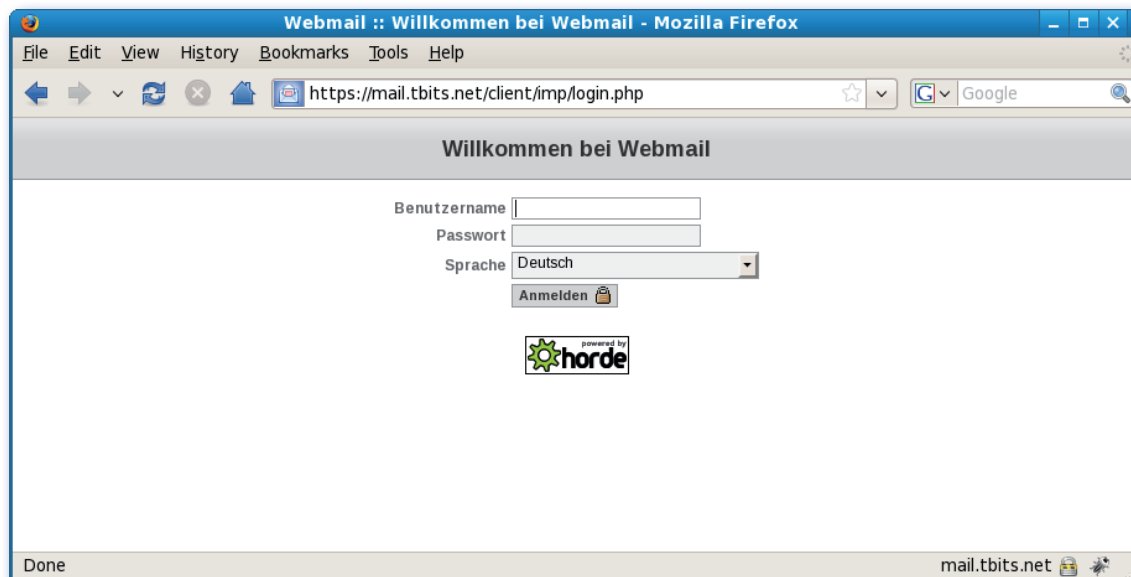 Webmail :: Willkommen bei Webmail - Mozilla Firefox
File Edit View History Bookmarks Tools Help
https://mail.tbits.net/client/imp/login.php G Google
Willkommen bei Webmail
Benutzername
Passwort
Sprache Deutsch
Anmelden
powered by
horde
Done mail.tbits.net